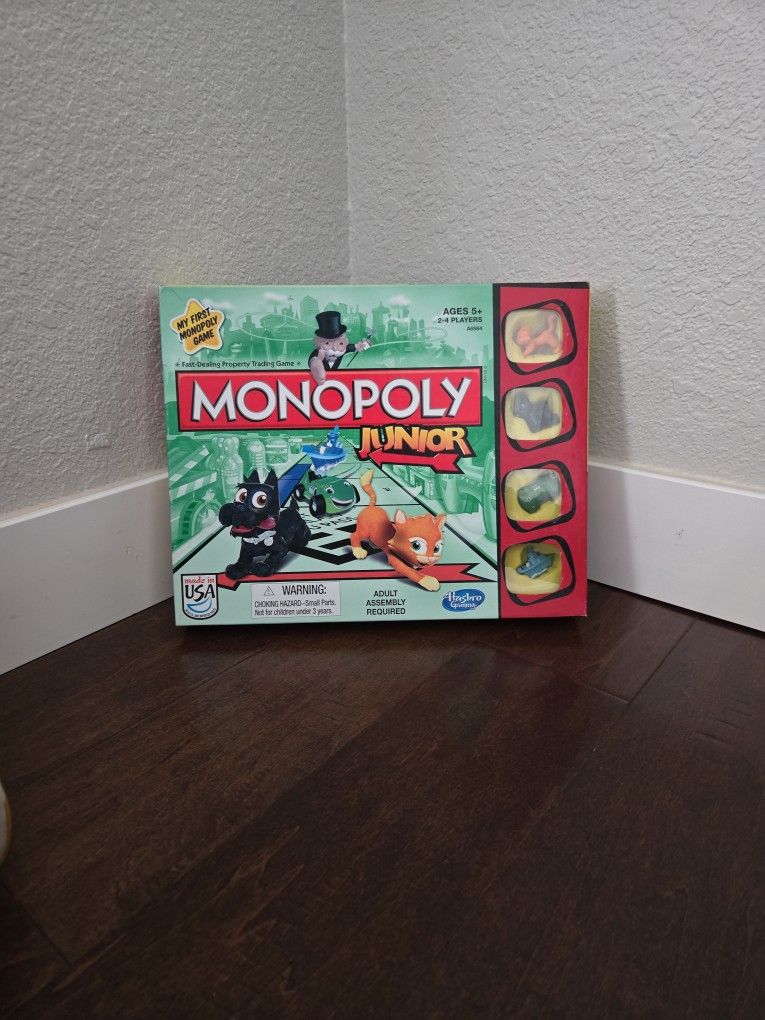 MY FIRST
MONOPOLY
GAME
AGES 5+
2-4 PLAYERS
A6984
Fast-Dealing Property Trading Game
MONOPOLY
JUNIOR
made in
USA
WARNING:
CHOKING HAZARD–Small Parts.
Not for children under 3 years.
ADULT
ASSEMBLY
REQUIRED
Hasbro
Gaming